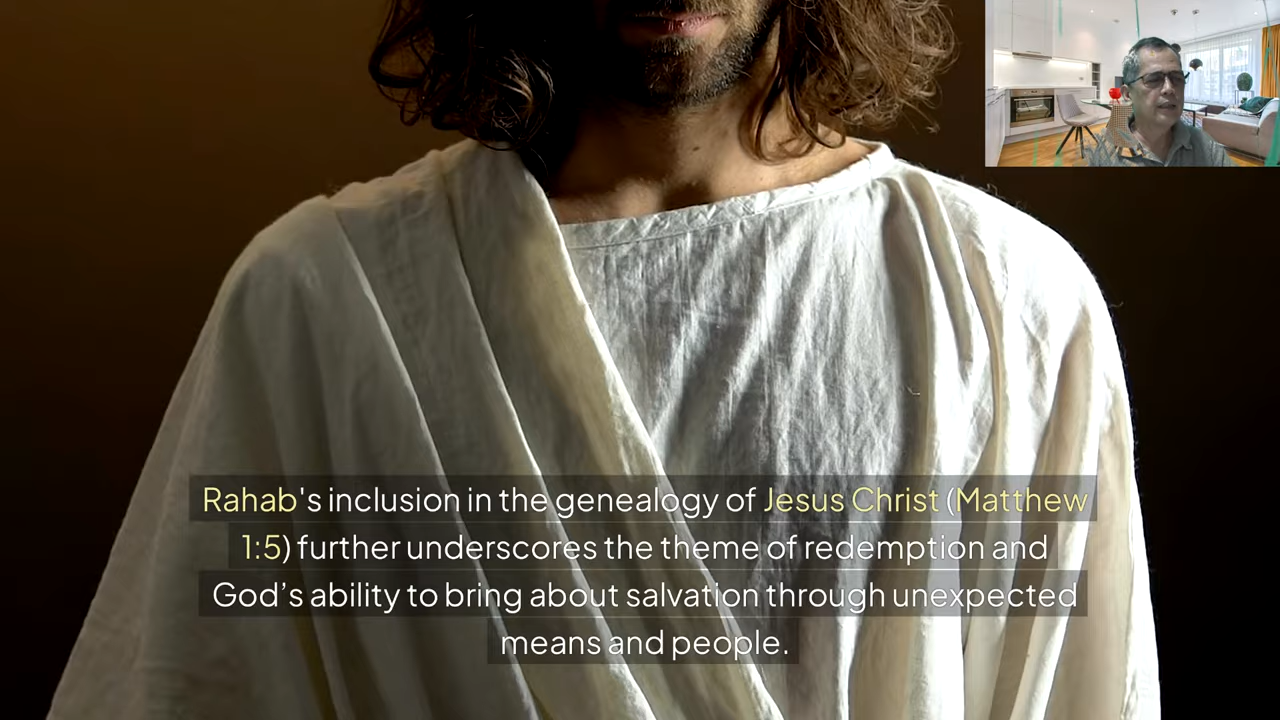 Rahab's inclusion in the genealogy of Jesus Christ (Matthew
1:5) further underscores the theme of redemption and
God’s ability to bring about salvation through unexpected
means and people.